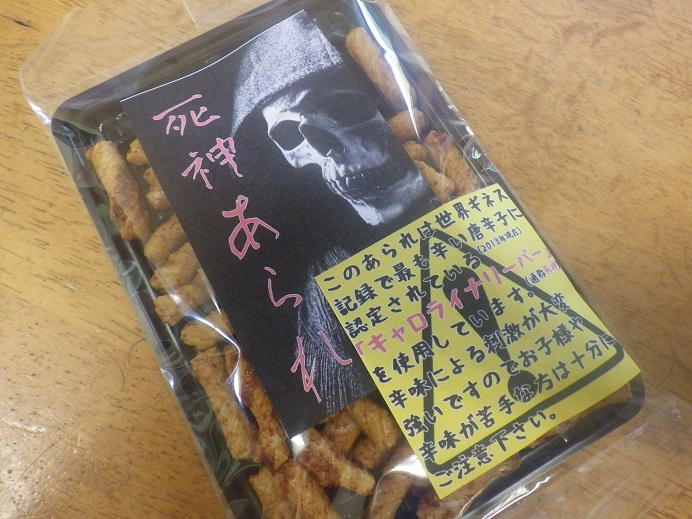 死神あられ
このあられは世界ギネス
記録で最も辛い唐辛子に
認定されている(2013年現在)
「キャロライナリーパー」
を使用しています。(通称死神)
辛味による刺激が大変
強いですのでお子様や
辛味が苦手な方は十分に
ご注意下さい。